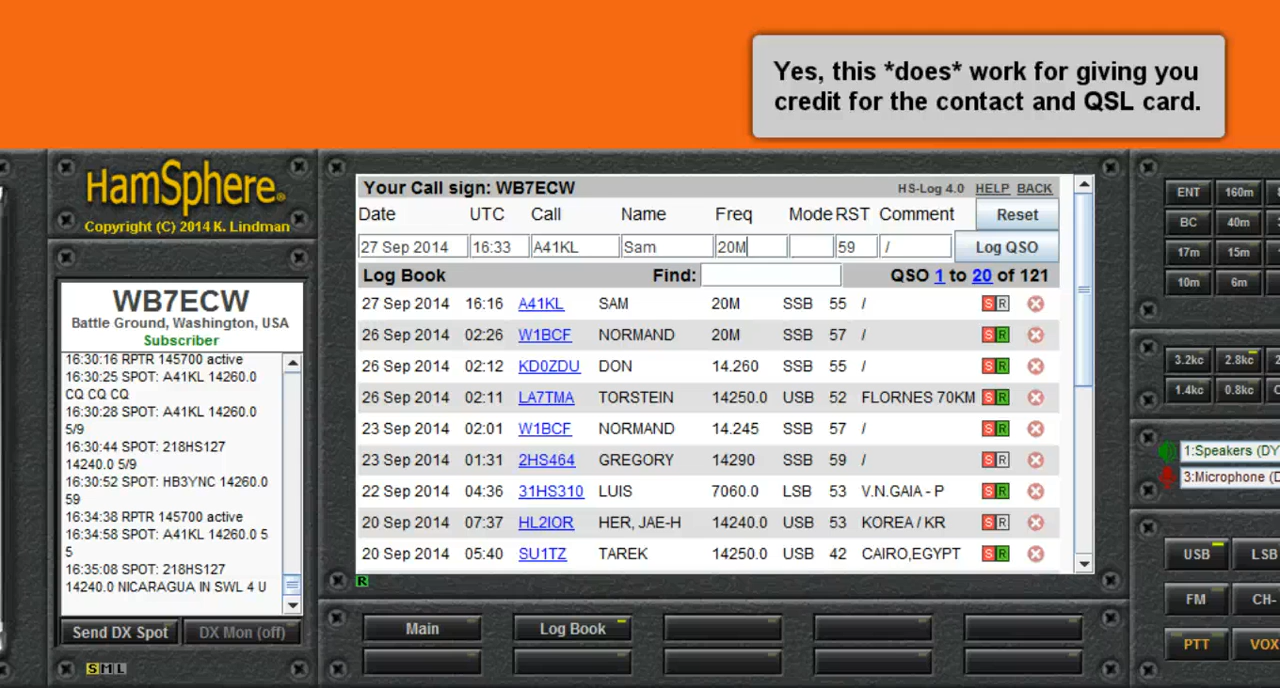 Yes, this *does* work for giving you
credit for the contact and QSL card.
HamSphere®
Copyright (C) 2014 K. Lindman
WB7ECW
Battle Ground, Washington, USA
Subscriber
16:30:16 RPTR 145700 active
16:30:25 SPOT: A41KL 14260.0
CQ CQ CQ
16:30:28 SPOT: A41KL 14260.0
5/9
16:30:44 SPOT: 218HS127
14240.0 5/9
16:30:52 SPOT: HB3YNC 14260.0
59
16:34:38 RPTR 145700 active
16:34:58 SPOT: A41KL 14260.0 5
5
16:35:08 SPOT: 218HS127
14240.0 NICARAGUA IN SWL 4 U
Send DX Spot DX Mon (off)
S M L
Your Call sign: WB7ECW HS-Log 4.0 HELP BACK
Date UTC Call Name Freq Mode RST Comment Reset
27 Sep 2014 16:33 A41KL Sam 20M 59 / Log QSO
Log Book Find: QSO 1 to 20 of 121
27 Sep 2014 16:16 A41KL SAM 20M SSB 55 / S R
26 Sep 2014 02:26 W1BCF NORMAND 20M SSB 57 / S R
26 Sep 2014 02:12 KD0ZDU DON 14.260 SSB 55 / S R
26 Sep 2014 02:11 LA7TMA TORSTEIN 14250.0 USB 52 FLORNES 70KM S R
23 Sep 2014 02:01 W1BCF NORMAND 14.245 SSB 57 / S R
23 Sep 2014 01:31 2HS464 GREGORY 14290 SSB 59 / S R
22 Sep 2014 04:36 31HS310 LUIS 7060.0 LSB 53 V.N.GAIA - P S R
20 Sep 2014 07:37 HL2IOR HER, JAE-H 14240.0 USB 53 KOREA / KR S R
20 Sep 2014 05:40 SU1TZ TAREK 14250.0 USB 42 CAIRO,EGYPT S R
R
Main Log Book
ENT 160m
BC 40m
17m 15m
10m 6m
3.2kc 2.8kc
1.4kc 0.8kc
1:Speakers (DY
3:Microphone (D
USB LSB
FM CH-
PTT VOX